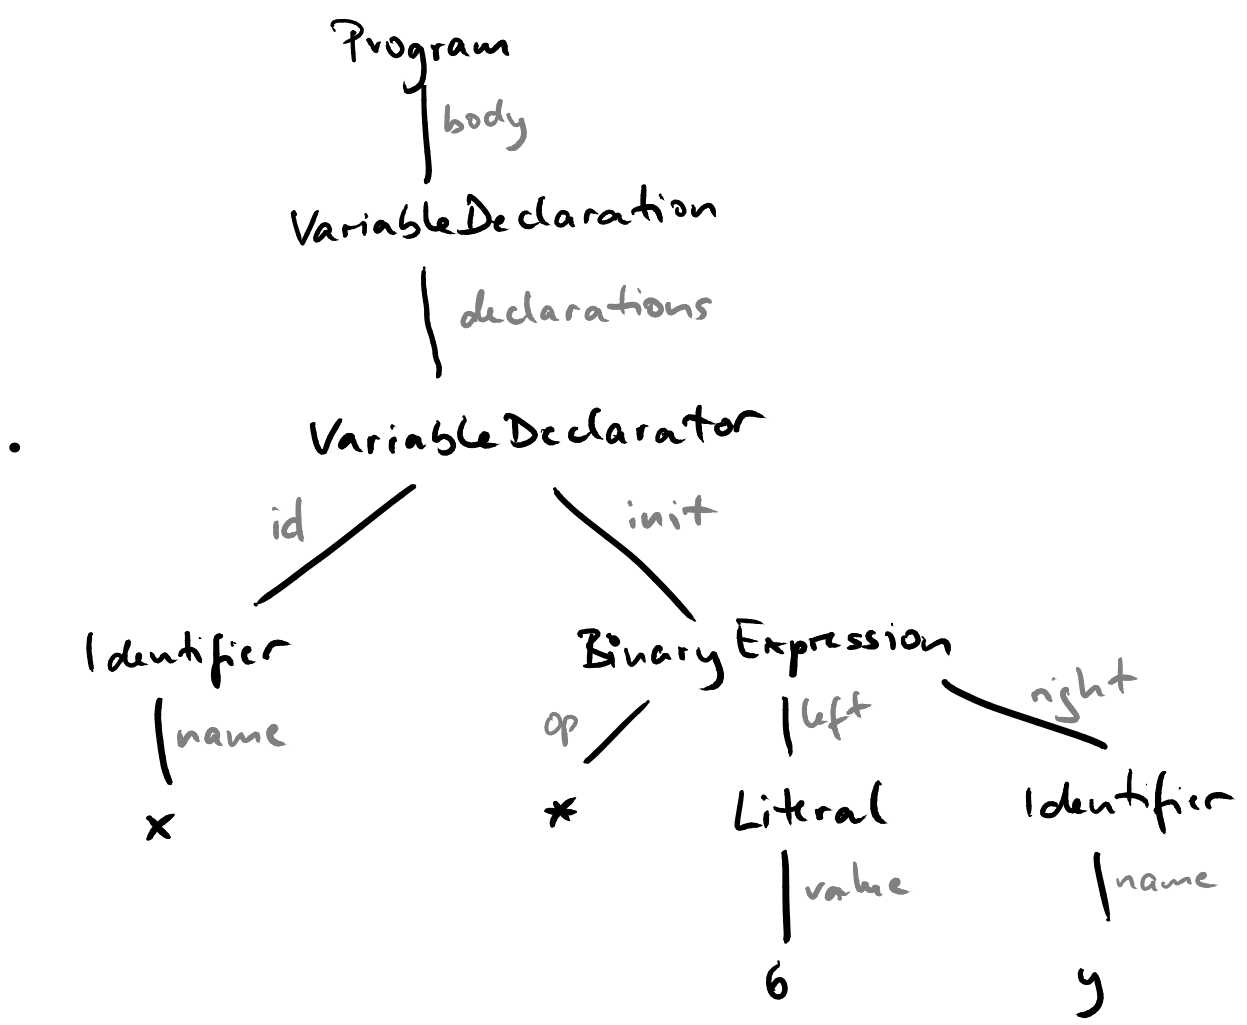 Program
body
VariableDeclaration
declarations
VariableDeclarator
id init
Identifier BinaryExpression
name op left right
x * Literal Identifier
value name
6 y